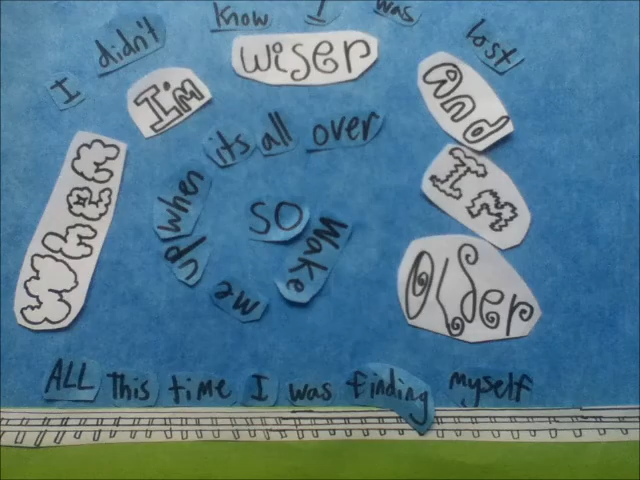 SO wake me up when its all over
When I'm wiser And I'm Older
ALL This time I was finding myself
I didn't know I was lost